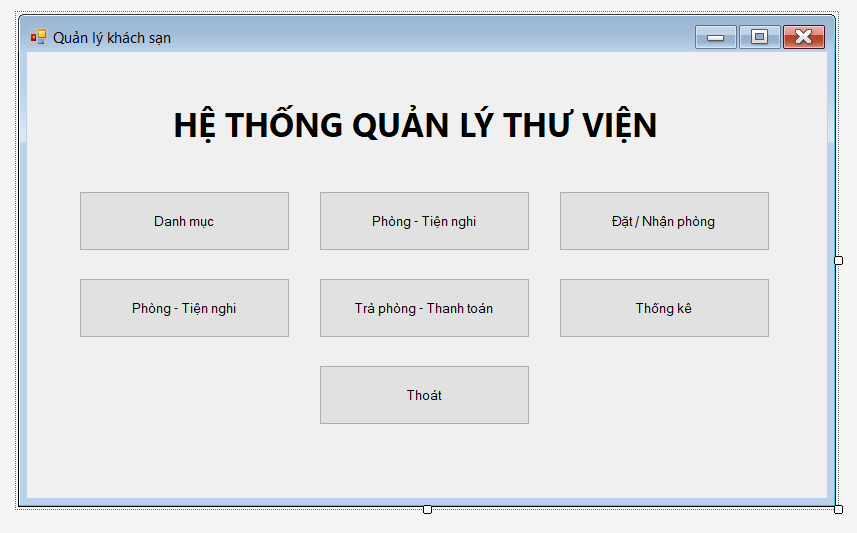 Quản lý khách sạn
HỆ THỐNG QUẢN LÝ THƯ VIỆN
Danh mục
Phòng - Tiện nghi
Đặt / Nhận phòng
Phòng - Tiện nghi
Trả phòng - Thanh toán
Thống kê
Thoát